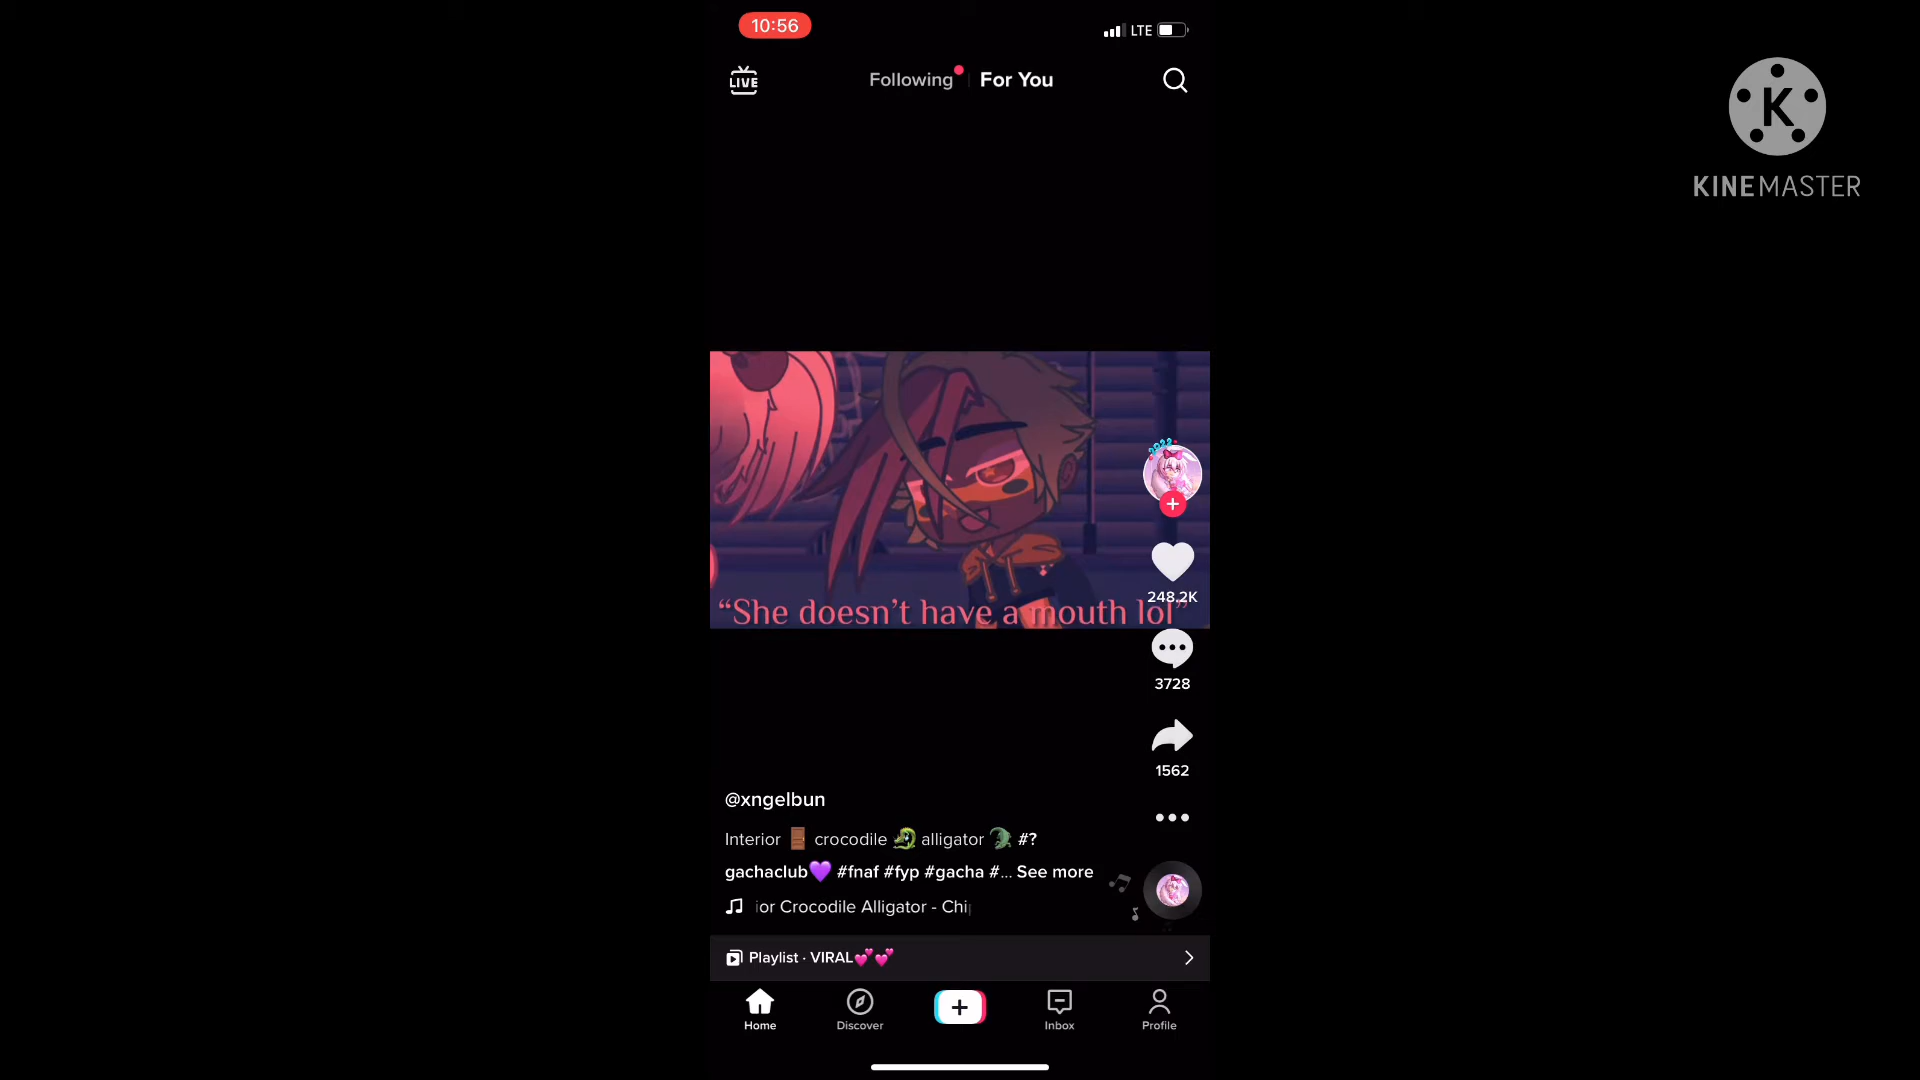 10:56
LTE
LIVE
Following
For You
K
KINEMASTER
2022
“She doesn’t have a mouth lol”
248.2K
3728
1562
@xngelbun
Interior 🚪 crocodile 🐲 alligator 🐊 #?
gachaclub💜 #fnaf #fyp #gacha #... See more
ior Crocodile Alligator - Chi
Playlist · VIRAL💕💕
Home
Discover
Inbox
Profile